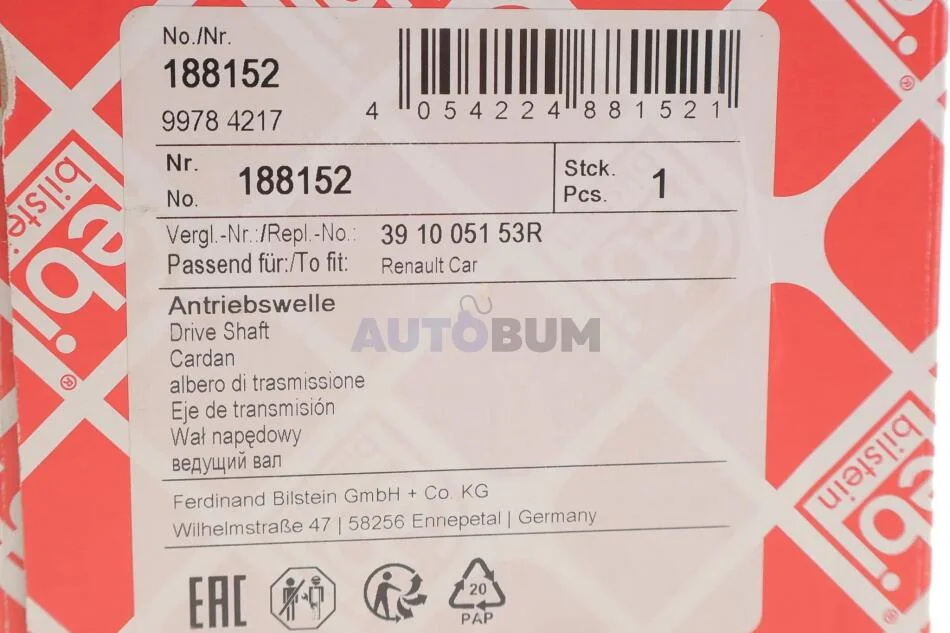 No./Nr.
188152
9978 4217
4 054224 881521
Nr.
No. 188152
Stck.
Pcs. 1
Vergl.-Nr.:/Repl.-No.: 39 10 051 53R
Passend für:/To fit: Renault Car
Antriebswelle
Drive Shaft
Cardan
albero di trasmissione
Eje de transmisión
Wał napędowy
ведущий вал
AUTOBUM
Ferdinand Bilstein GmbH + Co. KG
Wilhelmstraße 47 | 58256 Ennepetal | Germany
EAC
20
PAP
febi
bilstein
®
febi
bilstein
®